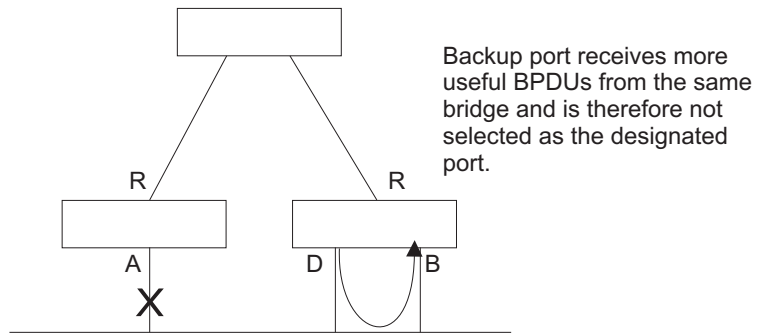 Backup port receives more
useful BPDUs from the same
bridge and is therefore not
selected as the designated
port.
R
R
A
D
B
X